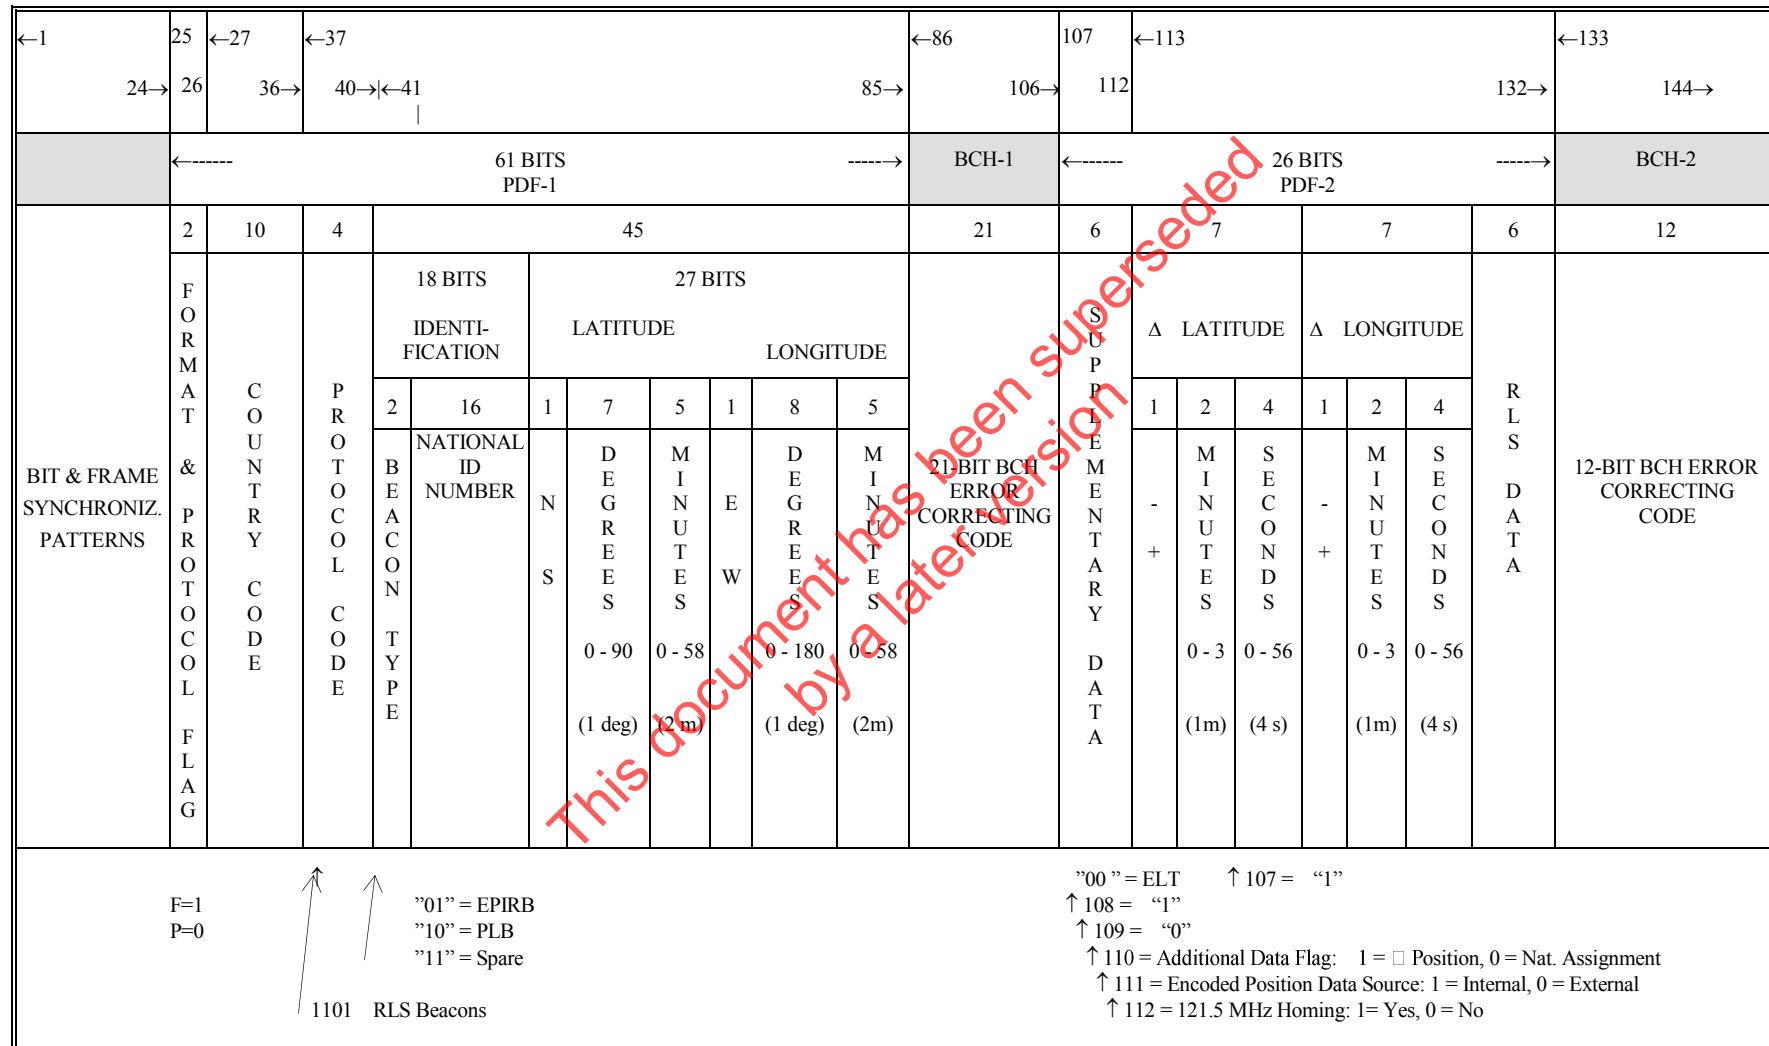 ←1 25 ←27 ←37 ←86 107 ←113 ←133
24→ 26 36→ 40→|←41 85→ 106→ 112 132→ 144→
|
←------ 61 BITS -----→ BCH-1 ←------ 26 BITS -----→ BCH-2
PDF-1 PDF-2
2 10 4 45 21 6 7 7 6 12
18 BITS 27 BITS
IDENTI-
FICATION
LATITUDE
LONGITUDE
Δ LATITUDE Δ LONGITUDE
2 16 1 7 5 1 8 5 1 2 4 1 2 4
BIT & FRAME
SYNCHRONIZ.
PATTERNS
FORMAT & PROTOCOL FLAG
COUNTRY CODE
PROTOCOL CODE
BEACON TYPE
NATIONAL
ID
NUMBER
N
S
DEGREES
0 - 90
(1 deg)
MINUTES
0 - 58
(2 m)
E
W
DEGREES
0 - 180
(1 deg)
MINUTES
0 - 58
(2m)
21-BIT BCH
ERROR
CORRECTING
CODE
SUPPLEMENTARY DATA
-
+
MINUTES
0 - 3
(1m)
SECONDS
0 - 56
(4 s)
-
+
MINUTES
0 - 3
(1m)
SECONDS
0 - 56
(4 s)
RLS DATA
12-BIT BCH ERROR
CORRECTING
CODE
This document has been superseded
by a later version
↑ "00 " = ELT ↑ 107 = “1”
F=1 ”01” = EPIRB ↑ 108 = “1”
P=0 ”10” = PLB ↑ 109 = “0”
”11” = Spare ↑ 110 = Additional Data Flag: 1 = □ Position, 0 = Nat. Assignment
↑ 111 = Encoded Position Data Source: 1 = Internal, 0 = External
1101 RLS Beacons ↑ 112 = 121.5 MHz Homing: 1= Yes, 0 = No